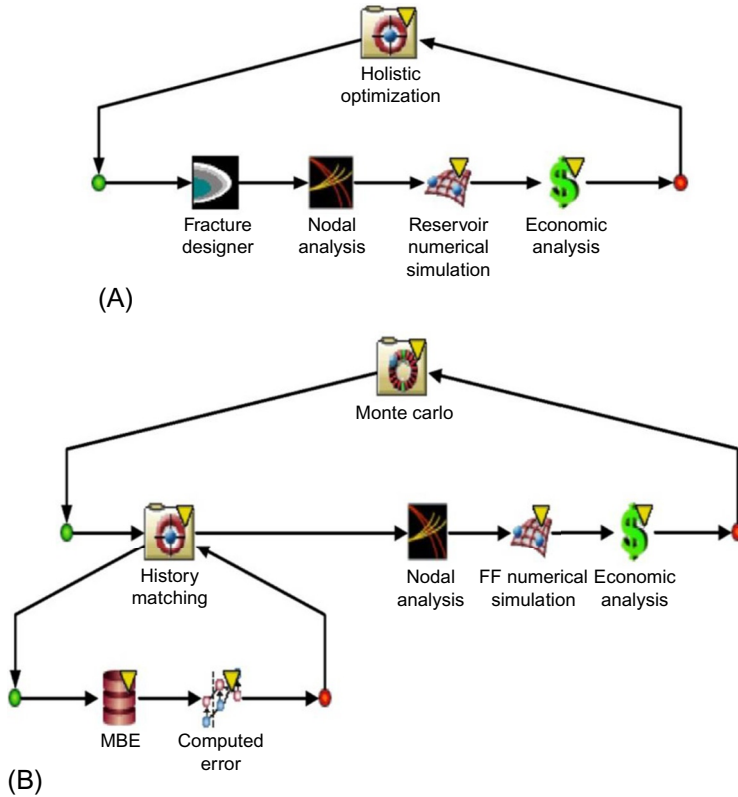 Holistic
optimization
Fracture
designer
Nodal
analysis
Reservoir
numerical
simulation
Economic
analysis
(A)
Monte carlo
History
matching
Nodal
analysis
FF numerical
simulation
Economic
analysis
MBE
Computed
error
(B)